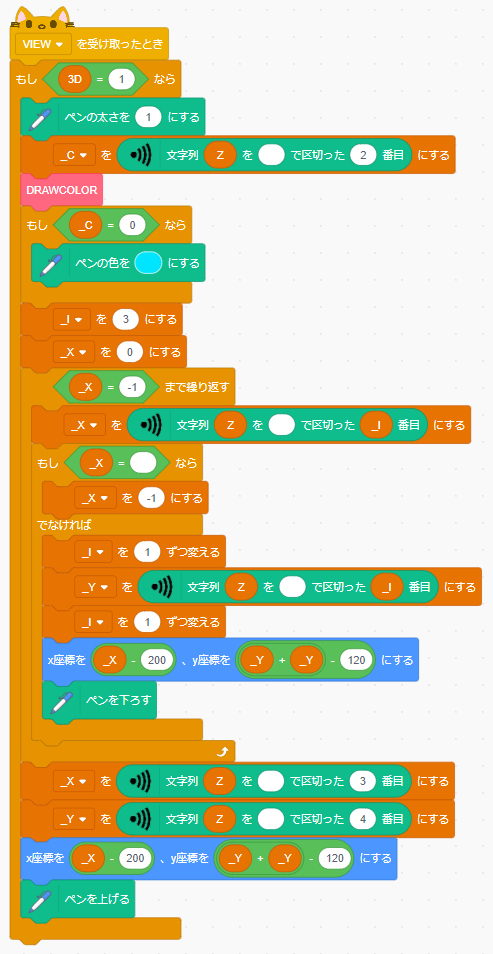 VIEW を受け取ったとき
もし 3D = 1 なら
ペンの太さを 1 にする
_C を 文字列 Z を で区切った 2 番目 にする
DRAWCOLOR
もし _C = 0 なら
ペンの色を にする
_I を 3 にする
_X を 0 にする
_X = -1 まで繰り返す
_X を 文字列 Z を で区切った _I 番目 にする
もし _X = なら
_X を -1 にする
でなければ
_I を 1 ずつ変える
_Y を 文字列 Z を で区切った _I 番目 にする
_I を 1 ずつ変える
x座標を _X - 200 、y座標を _Y + _Y - 120 にする
ペンを下ろす
_X を 文字列 Z を で区切った 3 番目 にする
_Y を 文字列 Z を で区切った 4 番目 にする
x座標を _X - 200 、y座標を _Y + _Y - 120 にする
ペンを上げる